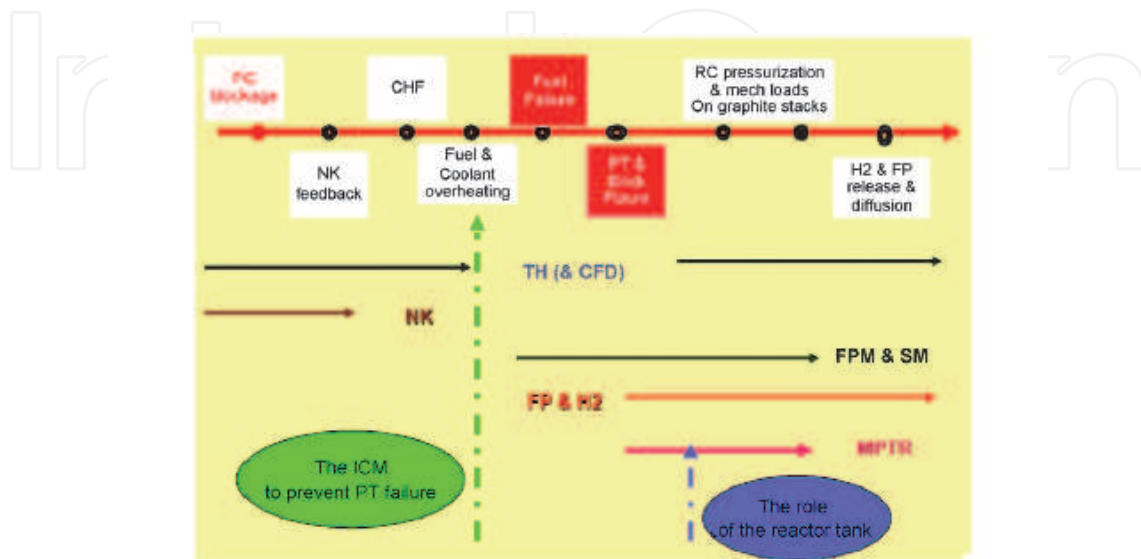 FC
blockage
CHF
Fuel
Failure
RC pressurization
& mech loads
On graphite stacks
NK
feedback
Fuel &
Coolant
overheating
PT &
H2 & FP
release &
diffusion
TH (& CFD)
NK
FPM & SM
FP & H2
MPTR
The ICM
to prevent PT failure
The role
of the reactor tank